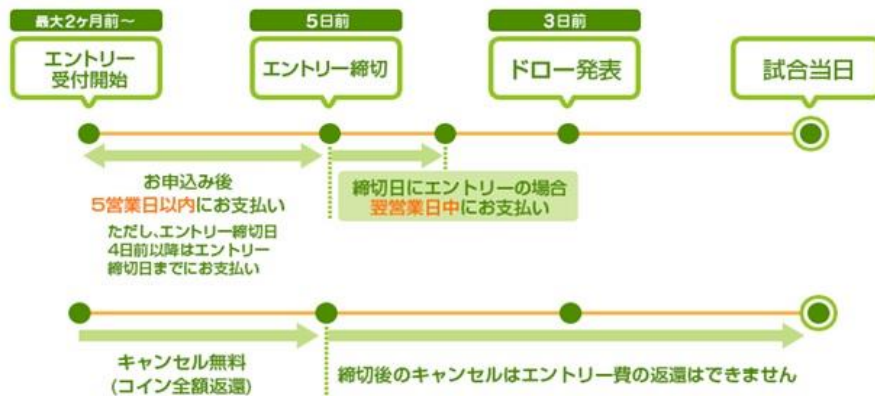 最大2ヶ月前～
エントリー
受付開始
5日前
エントリー締切
3日前
ドロー発表
試合当日
お申込み後
5営業日以内にお支払い
ただし、エントリー締切日
4日前以降はエントリー
締切日までにお支払い
締切日にエントリーの場合
翌営業日中にお支払い
キャンセル無料
(コイン全額返還)
締切後のキャンセルはエントリー費の返還はできません